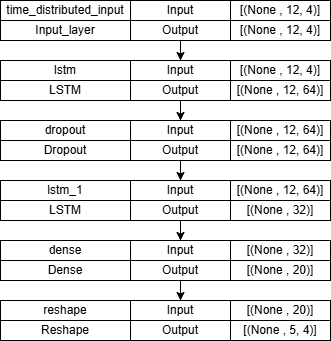 time_distributed_input Input [(None , 12, 4)]
Input_layer Output [(None , 12, 4)]
lstm Input [(None , 12, 4)]
LSTM Output [(None , 12, 64)]
dropout Input [(None , 12, 64)]
Dropout Output [(None , 12, 64)]
lstm_1 Input [(None , 12, 64)]
LSTM Output [(None , 32)]
dense Input [(None , 32)]
Dense Output [(None , 20)]
reshape Input [(None , 20)]
Reshape Output [(None , 5, 4)]